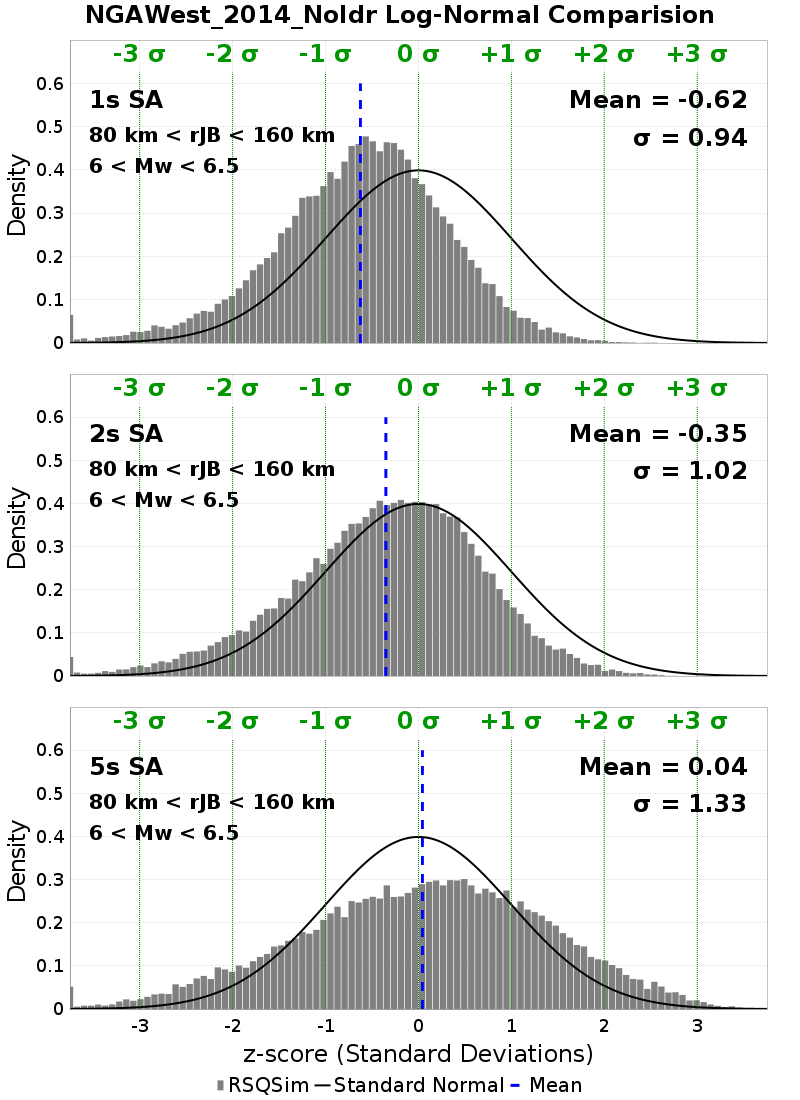 NGAWest_2014_NoIdr Log-Normal Comparision
-3 σ -2 σ -1 σ 0 σ +1 σ +2 σ +3 σ
0.6
1s SA Mean = -0.62
0.5
80 km < rJB < 160 km σ = 0.94
6 < Mw < 6.5
0.4
0.3
0.2
0.1
0
Density
-3 σ -2 σ -1 σ 0 σ +1 σ +2 σ +3 σ
0.6
2s SA Mean = -0.35
0.5
80 km < rJB < 160 km σ = 1.02
6 < Mw < 6.5
0.4
0.3
0.2
0.1
0
Density
-3 σ -2 σ -1 σ 0 σ +1 σ +2 σ +3 σ
0.6
5s SA Mean = 0.04
0.5
80 km < rJB < 160 km σ = 1.33
6 < Mw < 6.5
0.4
0.3
0.2
0.1
0
Density
-3 -2 -1 0 1 2 3
z-score (Standard Deviations)
RSQSim Standard Normal Mean